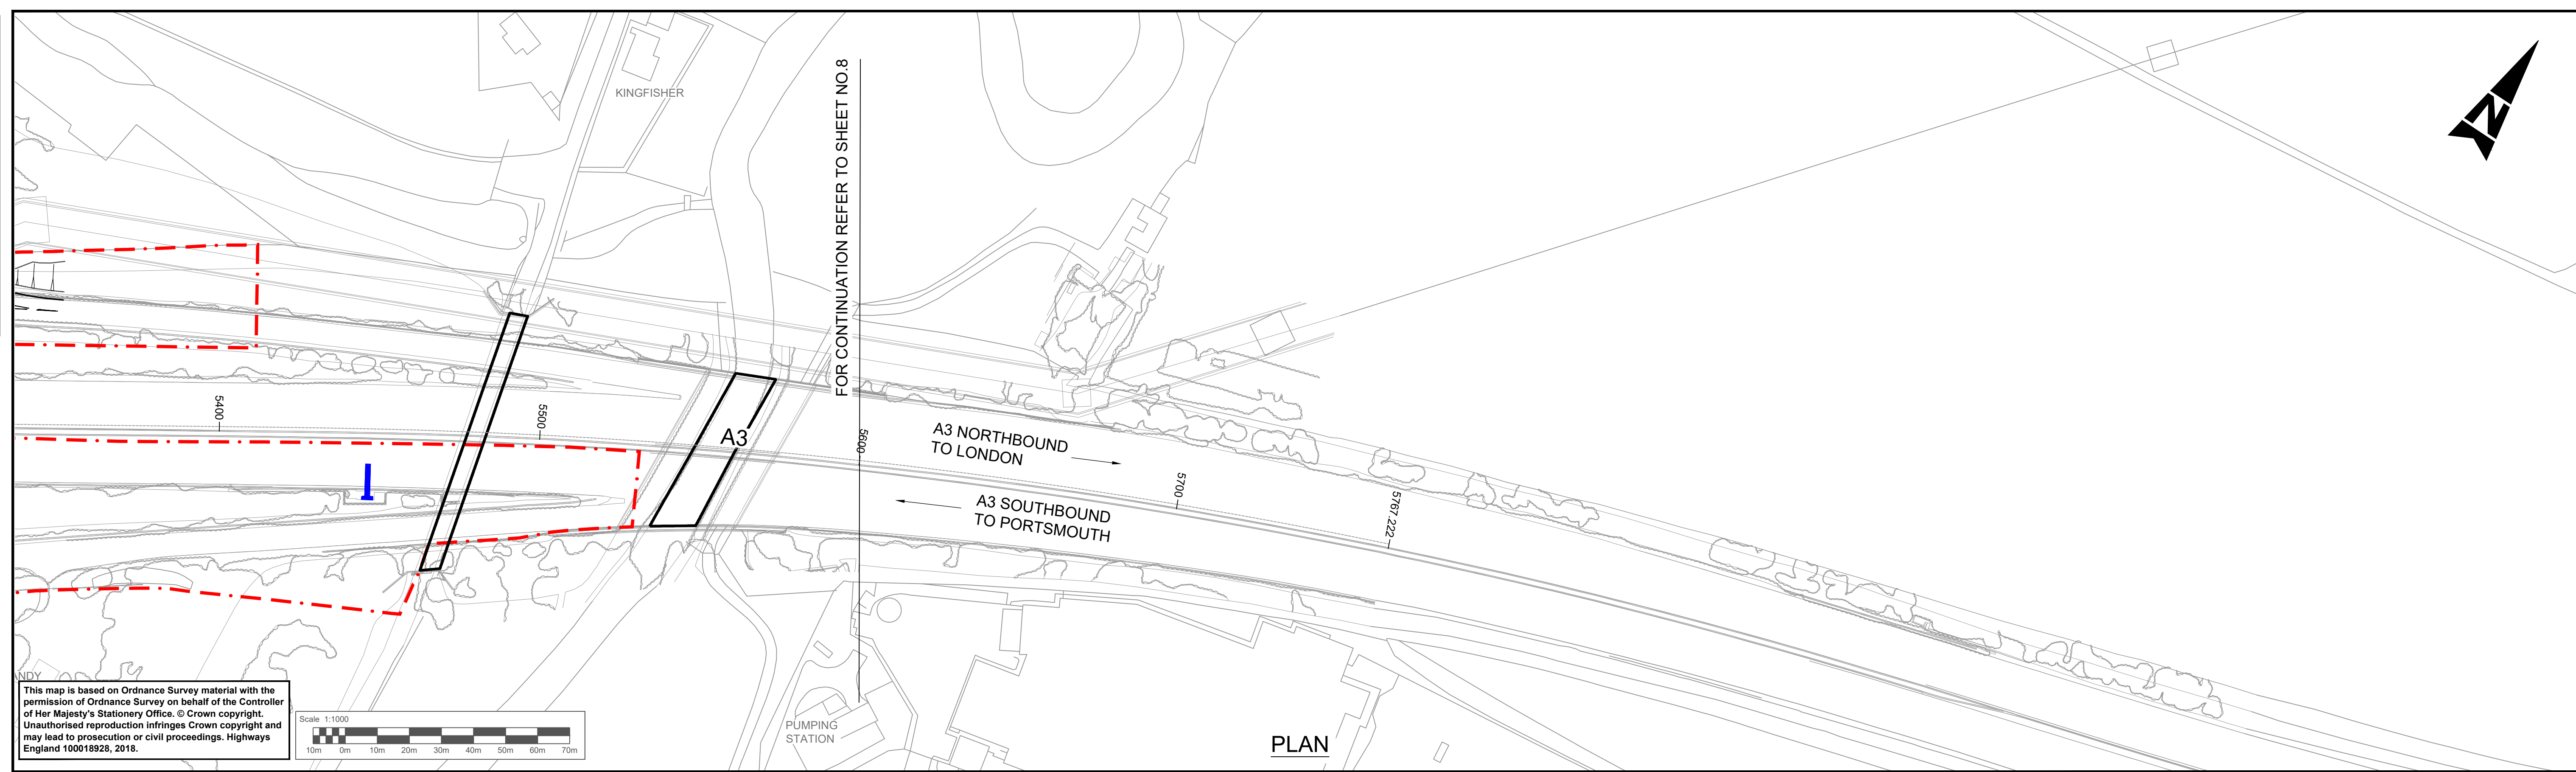 KINGFISHER
FOR CONTINUATION REFER TO SHEET NO.8
N
5400
5500
A3
5600
A3 NORTHBOUND
TO LONDON
5700
A3 SOUTHBOUND
TO PORTSMOUTH
5767.222
ANDY
This map is based on Ordnance Survey material with the
permission of Ordnance Survey on behalf of the Controller
of Her Majesty's Stationery Office. © Crown copyright.
Unauthorised reproduction infringes Crown copyright and
may lead to prosecution or civil proceedings. Highways
England 100018928, 2018.
Scale 1:1000
10m 0m 10m 20m 30m 40m 50m 60m 70m
PUMPING
STATION
PLAN